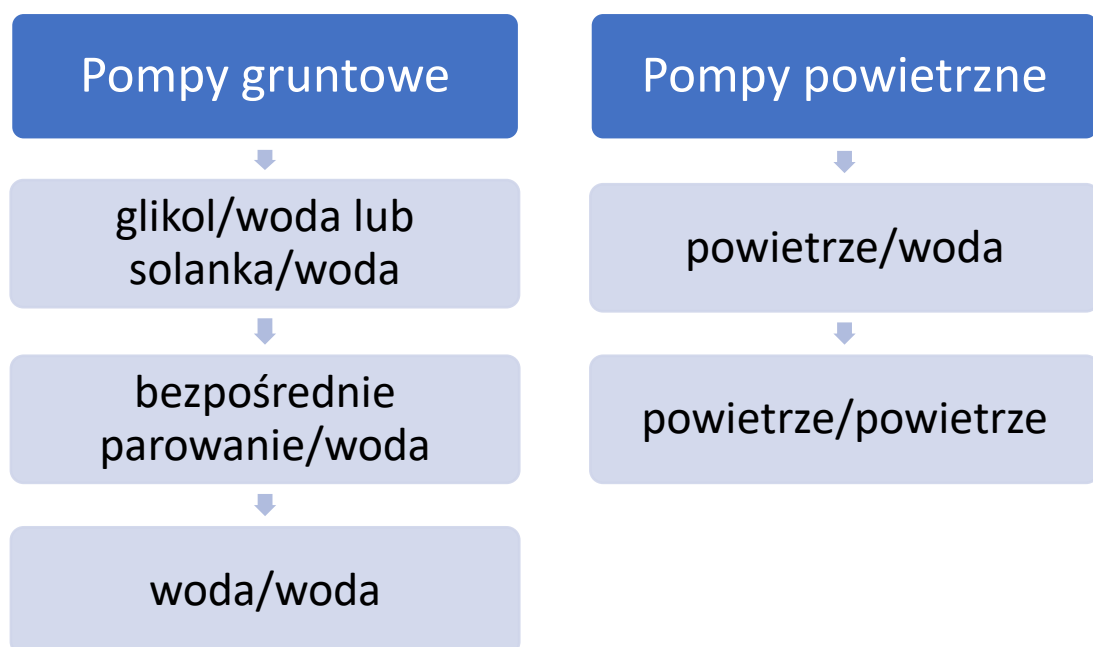 Pompy gruntowe
glikol/woda lub
solanka/woda
bezpośrednie
parowanie/woda
woda/woda
Pompy powietrzne
powietrze/woda
powietrze/powietrze